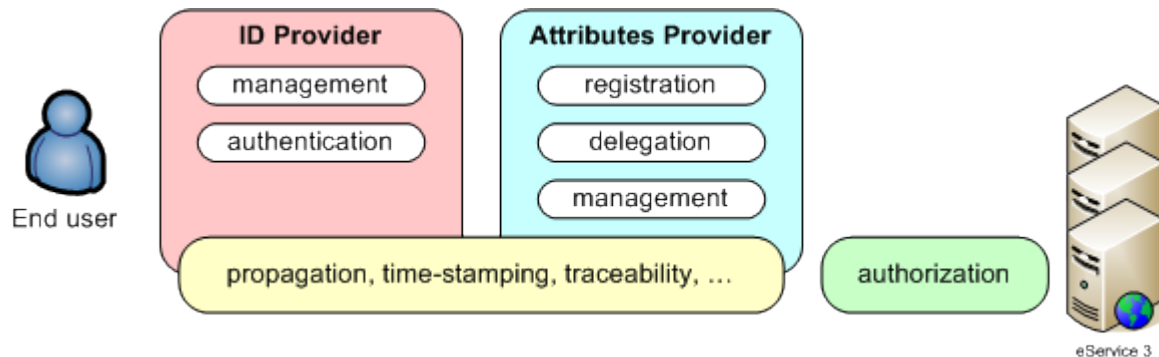 ID Provider
management
authentication
Attributes Provider
registration
delegation
management
End user
propagation, time-stamping, traceability, …
authorization
eService 3